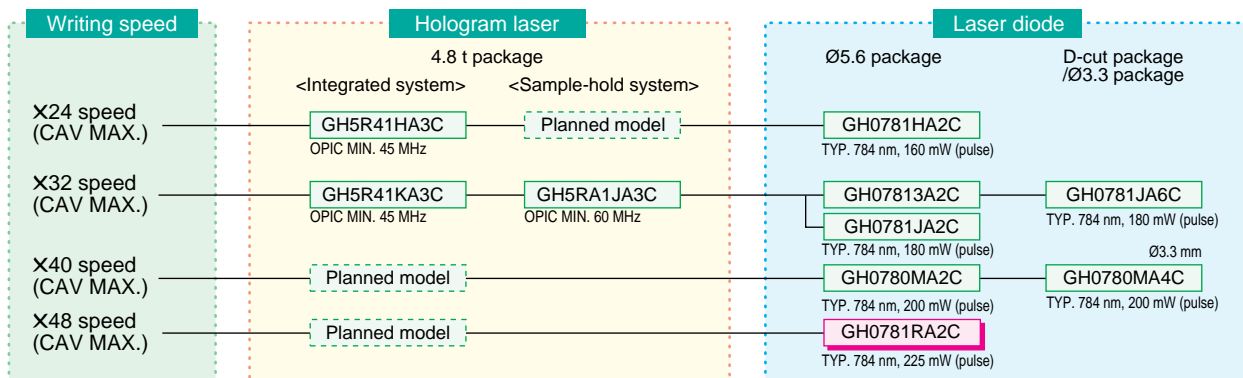 Writing speed
Hologram laser
Laser diode
4.8 t package
Ø5.6 package
D-cut package
/Ø3.3 package
<Integrated system>
<Sample-hold system>
X24 speed
(CAV MAX.)
GH5R41HA3C
OPIC MIN. 45 MHz
Planned model
GH0781HA2C
TYP. 784 nm, 160 mW (pulse)
X32 speed
(CAV MAX.)
GH5R41KA3C
OPIC MIN. 45 MHz
GH5RA1JA3C
OPIC MIN. 60 MHz
GH07813A2C
GH0781JA2C
TYP. 784 nm, 180 mW (pulse)
GH0781JA6C
TYP. 784 nm, 180 mW (pulse)
X40 speed
(CAV MAX.)
Planned model
GH0780MA2C
TYP. 784 nm, 200 mW (pulse)
Ø3.3 mm
GH0780MA4C
TYP. 784 nm, 200 mW (pulse)
X48 speed
(CAV MAX.)
Planned model
GH0781RA2C
TYP. 784 nm, 225 mW (pulse)